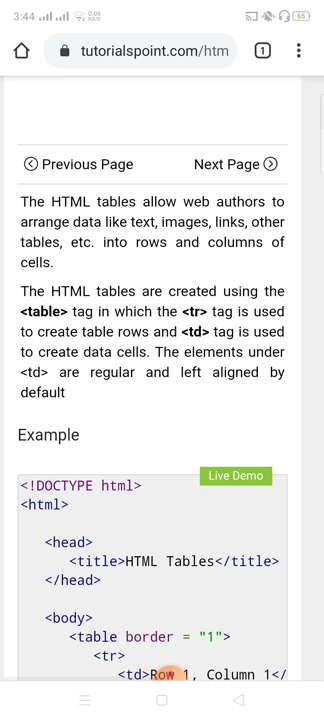 3:44
0.06
KB/S
65
tutorialspoint.com/htm
1
Previous Page
Next Page
The HTML tables allow web authors to
arrange data like text, images, links, other
tables, etc. into rows and columns of
cells.
The HTML tables are created using the
<table> tag in which the <tr> tag is used
to create table rows and <td> tag is used
to create data cells. The elements under
<td> are regular and left aligned by
default
Example
Live Demo
<!DOCTYPE html>
<html>
<head>
<title>HTML Tables</title>
</head>
<body>
<table border = "1">
<tr>
<td>Row 1, Column 1</